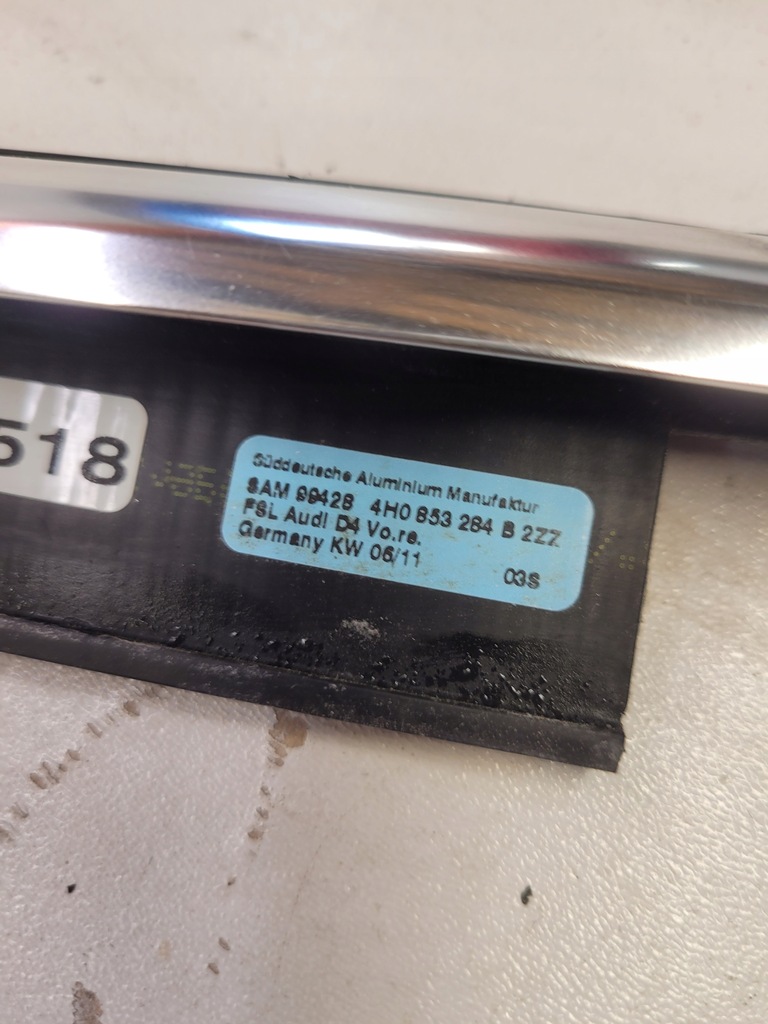 518
Süddeutsche Aluminium Manufaktur
SAM 99428 4H0 853 284 B 2ZZ
FSL Audi D4 Vo.re.
Germany KW 06/11
03S